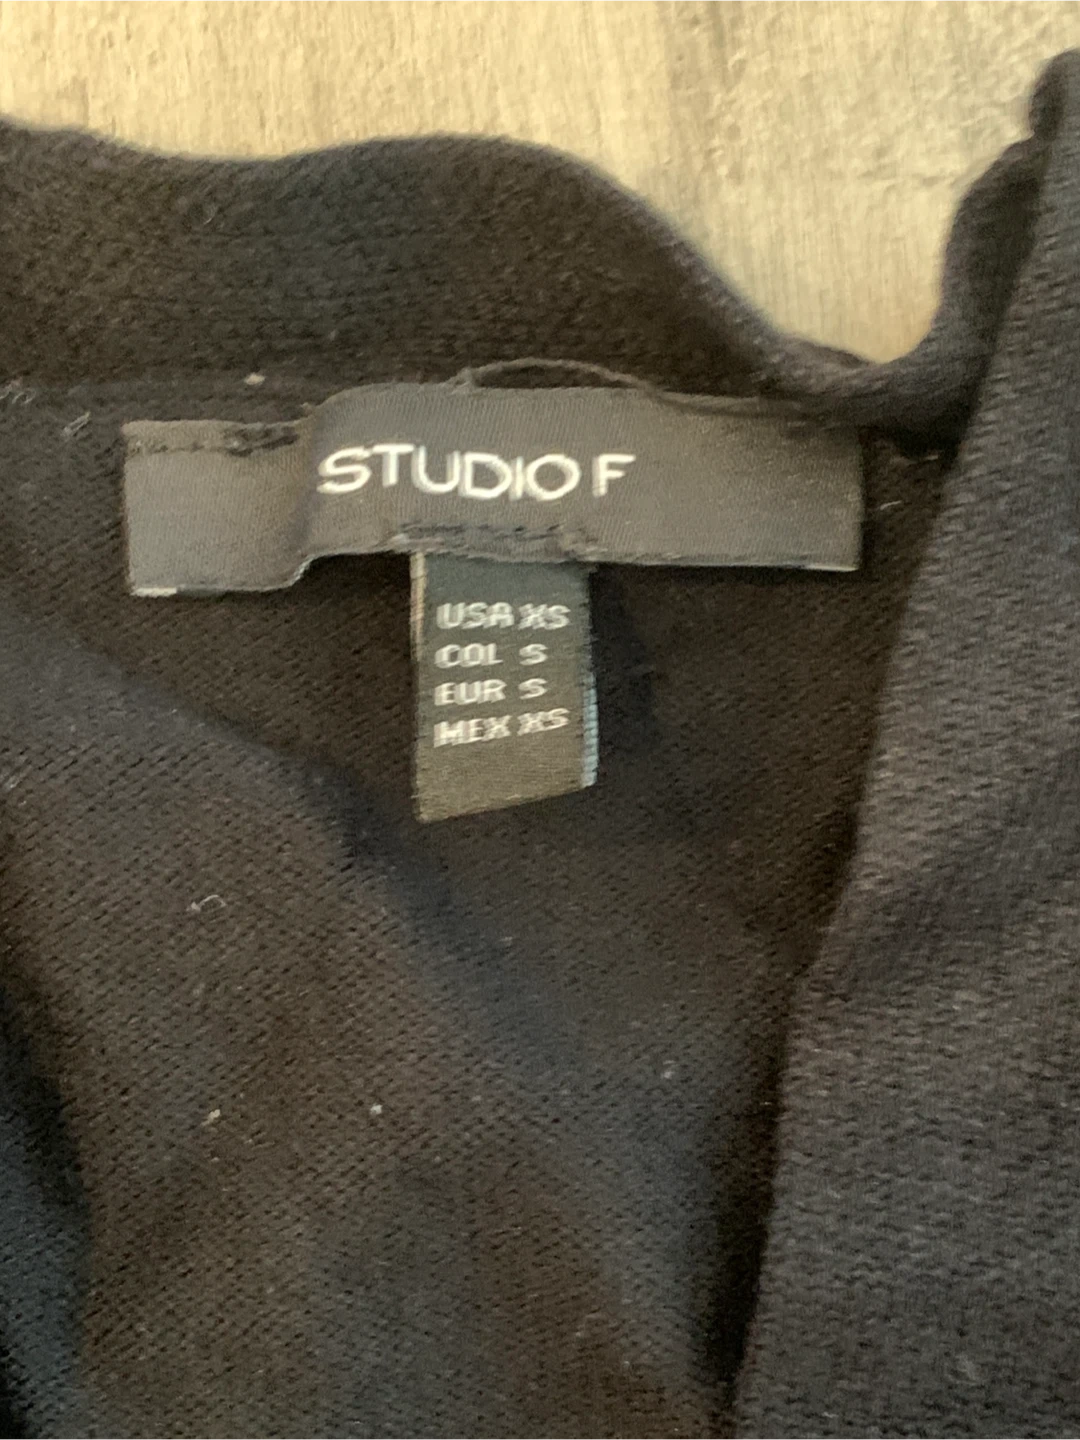 STUDIO F
USA XS
COL S
EUR S
MEX XS